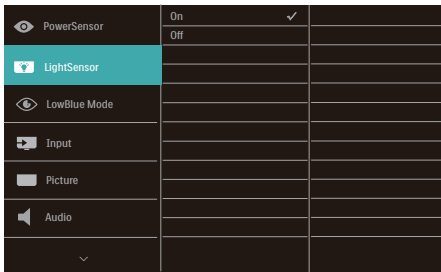 PowerSensor
LightSensor
LowBlue Mode
Input
Picture
Audio
On
Off